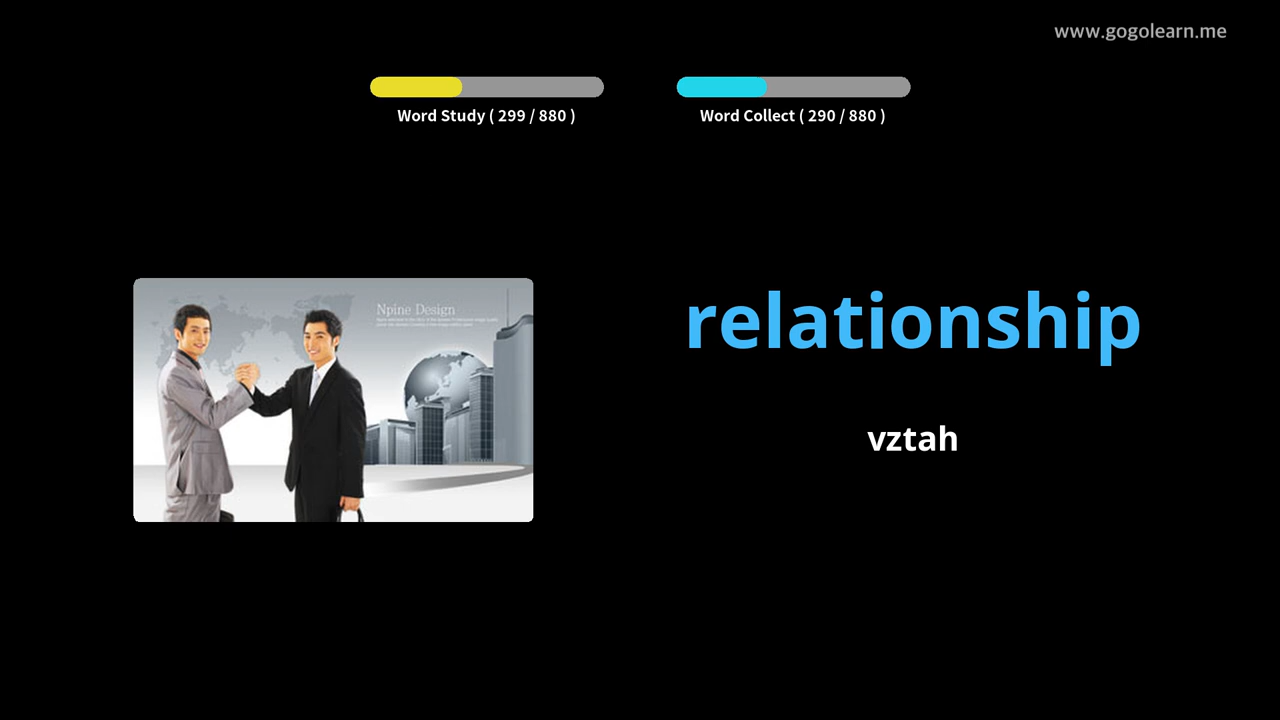 www.gogolearn.me
Word Study ( 299 / 880 )
Word Collect ( 290 / 880 )
Npine Design
relationship
vztah